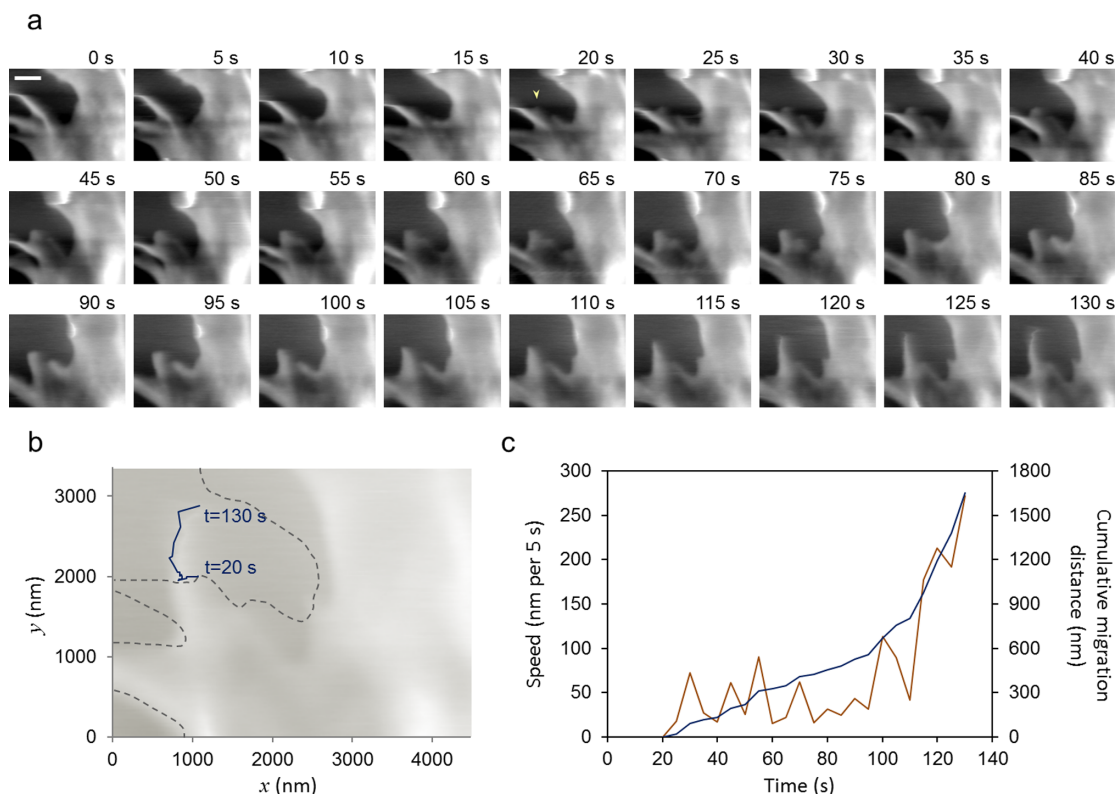 a
0 s 5 s 10 s 15 s 20 s 25 s 30 s 35 s 40 s
45 s 50 s 55 s 60 s 65 s 70 s 75 s 80 s 85 s
90 s 95 s 100 s 105 s 110 s 115 s 120 s 125 s 130 s
b
3000
2000
1000
0
y (nm)
t=130 s
t=20 s
0 1000 2000 3000 4000
x (nm)
c
300
250
200
150
100
50
0
Speed (nm per 5 s)
1800
1500
1200
900
600
300
0
Cumulative migration
distance (nm)
0 20 40 60 80 100 120 140
Time (s)